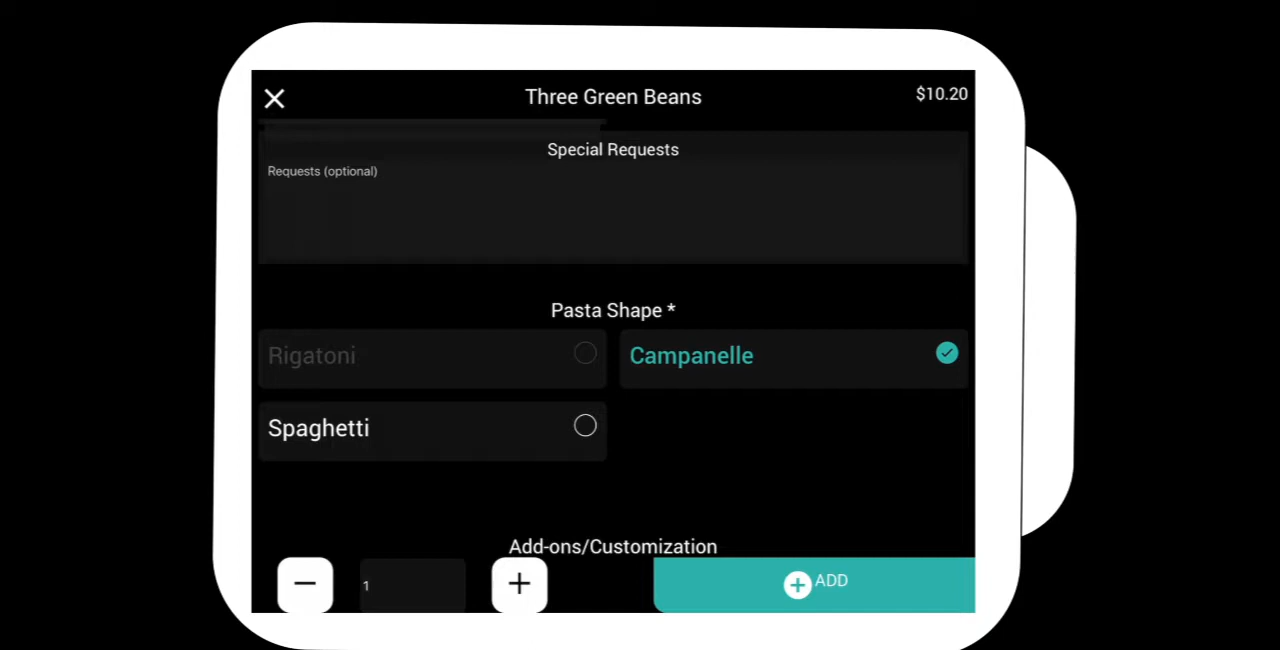 Three Green Beans
$10.20
Special Requests
Requests (optional)
Pasta Shape *
Rigatoni
Campanelle
Spaghetti
Add-ons/Customization
1
ADD